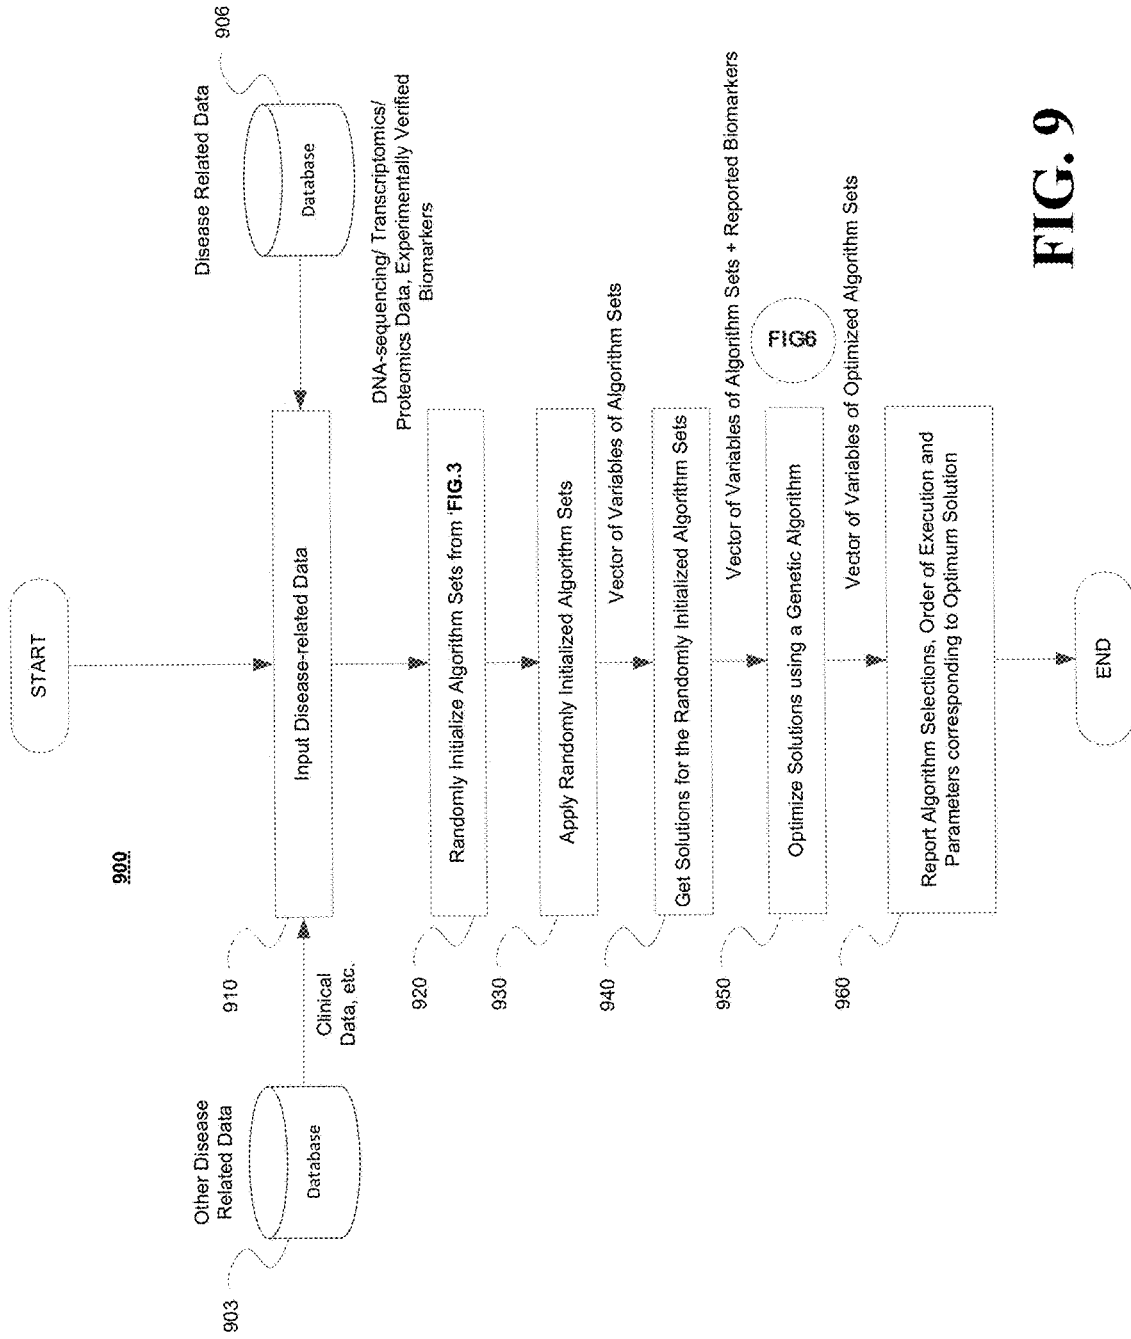 900
START
Other Disease
Related Data
Database
903
Clinical
Data, etc.
910
Input Disease-related Data
Disease Related Data
Database
906
DNA-sequencing/ Transcriptomics/
Proteomics Data, Experimentally Verified
Biomarkers
920
Randomly Initialize Algorithm Sets from FIG.3
930
Apply Randomly Initialized Algorithm Sets
Vector of Variables of Algorithm Sets
940
Get Solutions for the Randomly Initialized Algorithm Sets
Vector of Variables of Algorithm Sets + Reported Biomarkers
950
Optimize Solutions using a Genetic Algorithm
FIG6
Vector of Variables of Optimized Algorithm Sets
960
Report Algorithm Selections, Order of Execution and
Parameters corresponding to Optimum Solution
END
FIG. 9